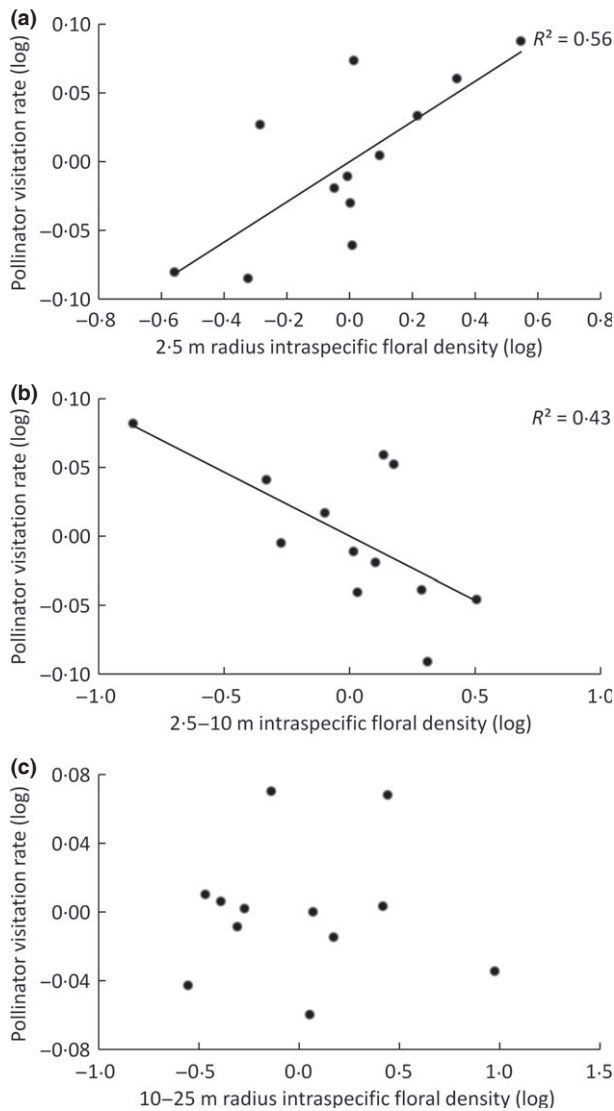 (a)
R² = 0·56
Pollinator visitation rate (log)
0·10
0·05
0·00
−0·05
−0·10
−0·8 −0·6 −0·4 −0·2 0·0 0·2 0·4 0·6 0·8
2·5 m radius intraspecific floral density (log)
(b)
R² = 0·43
Pollinator visitation rate (log)
0·10
0·05
0·00
−0·05
−0·10
−1·0 −0·5 0·0 0·5 1·0
2·5–10 m intraspecific floral density (log)
(c)
Pollinator visitation rate (log)
0·08
0·04
0·00
−0·04
−0·08
−1·0 −0·5 0·0 0·5 1·0 1·5
10–25 m radius intraspecific floral density (log)